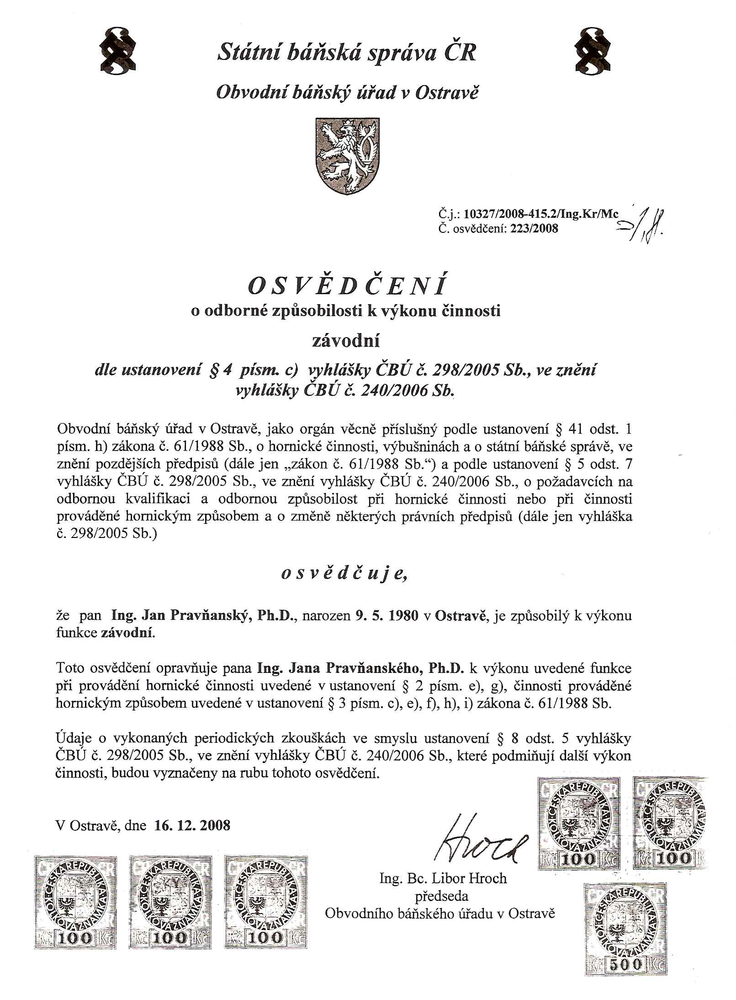 Státní báňská správa ČR
Obvodní báňský úřad v Ostravě
Č.j.: 10327/2008-415.2/Ing.Kr/Mc
Č. osvědčení: 223/2008
OSVĚDČENÍ
o odborné způsobilosti k výkonu činnosti
závodní
dle ustanovení § 4 písm. c) vyhlášky ČBÚ č. 298/2005 Sb., ve znění
vyhlášky ČBÚ č. 240/2006 Sb.
Obvodní báňský úřad v Ostravě, jako orgán věcně příslušný podle ustanovení § 41 odst. 1
písm. h) zákona č. 61/1988 Sb., o hornické činnosti, výbušninách a o státní báňské správě, ve
znění pozdějších předpisů (dále jen „zákon č. 61/1988 Sb.“) a podle ustanovení § 5 odst. 7
vyhlášky ČBÚ č. 298/2005 Sb., ve znění vyhlášky ČBÚ č. 240/2006 Sb., o požadavcích na
odbornou kvalifikaci a odbornou způsobilost při hornické činnosti nebo při činnosti
prováděné hornickým způsobem a o změně některých právních předpisů (dále jen vyhláška
č. 298/2005 Sb.)
osvědčuje,
že pan Ing. Jan Pravňanský, Ph.D., narozen 9. 5. 1980 v Ostravě, je způsobilý k výkonu
funkce závodní.
Toto osvědčení opravňuje pana Ing. Jana Pravňanského, Ph.D. k výkonu uvedené funkce
při provádění hornické činnosti uvedené v ustanovení § 2 písm. e), g), činnosti prováděné
hornickým způsobem uvedené v ustanovení § 3 písm. c), e), f), h), i) zákona č. 61/1988 Sb.
Údaje o vykonaných periodických zkouškách ve smyslu ustanovení § 8 odst. 5 vyhlášky
ČBÚ č. 298/2005 Sb., ve znění vyhlášky ČBÚ č. 240/2006 Sb., které podmiňují další výkon
činnosti, budou vyznačeny na rubu tohoto osvědčení.
V Ostravě, dne 16. 12. 2008
Hroch
Ing. Bc. Libor Hroch
předseda
Obvodního báňského úřadu v Ostravě
ČESKÁ REPUBLIKA · KOLKOVÁ ZNÁMKA ·
Kč 100 Kč
ČESKÁ REPUBLIKA · KOLKOVÁ ZNÁMKA ·
Kč 100 Kč
ČESKÁ REPUBLIKA · KOLKOVÁ ZNÁMKA ·
Kč 100 Kč
ČESKÁ REPUBLIKA · KOLKOVÁ ZNÁMKA ·
Kč 100 Kč
ČESKÁ REPUBLIKA · KOLKOVÁ ZNÁMKA ·
Kč 100 Kč
ČESKÁ REPUBLIKA · KOLKOVÁ ZNÁMKA ·
Kč 500 Kč